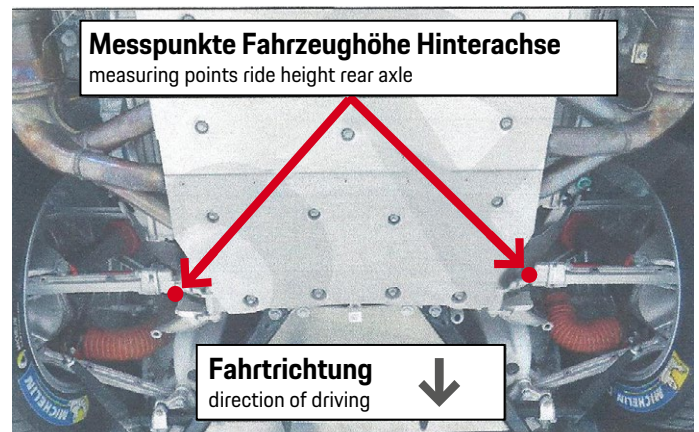 Messpunkte Fahrzeughöhe Hinterachse
measuring points ride height rear axle
Fahrtrichtung
direction of driving
MICHELIN
MICHELIN